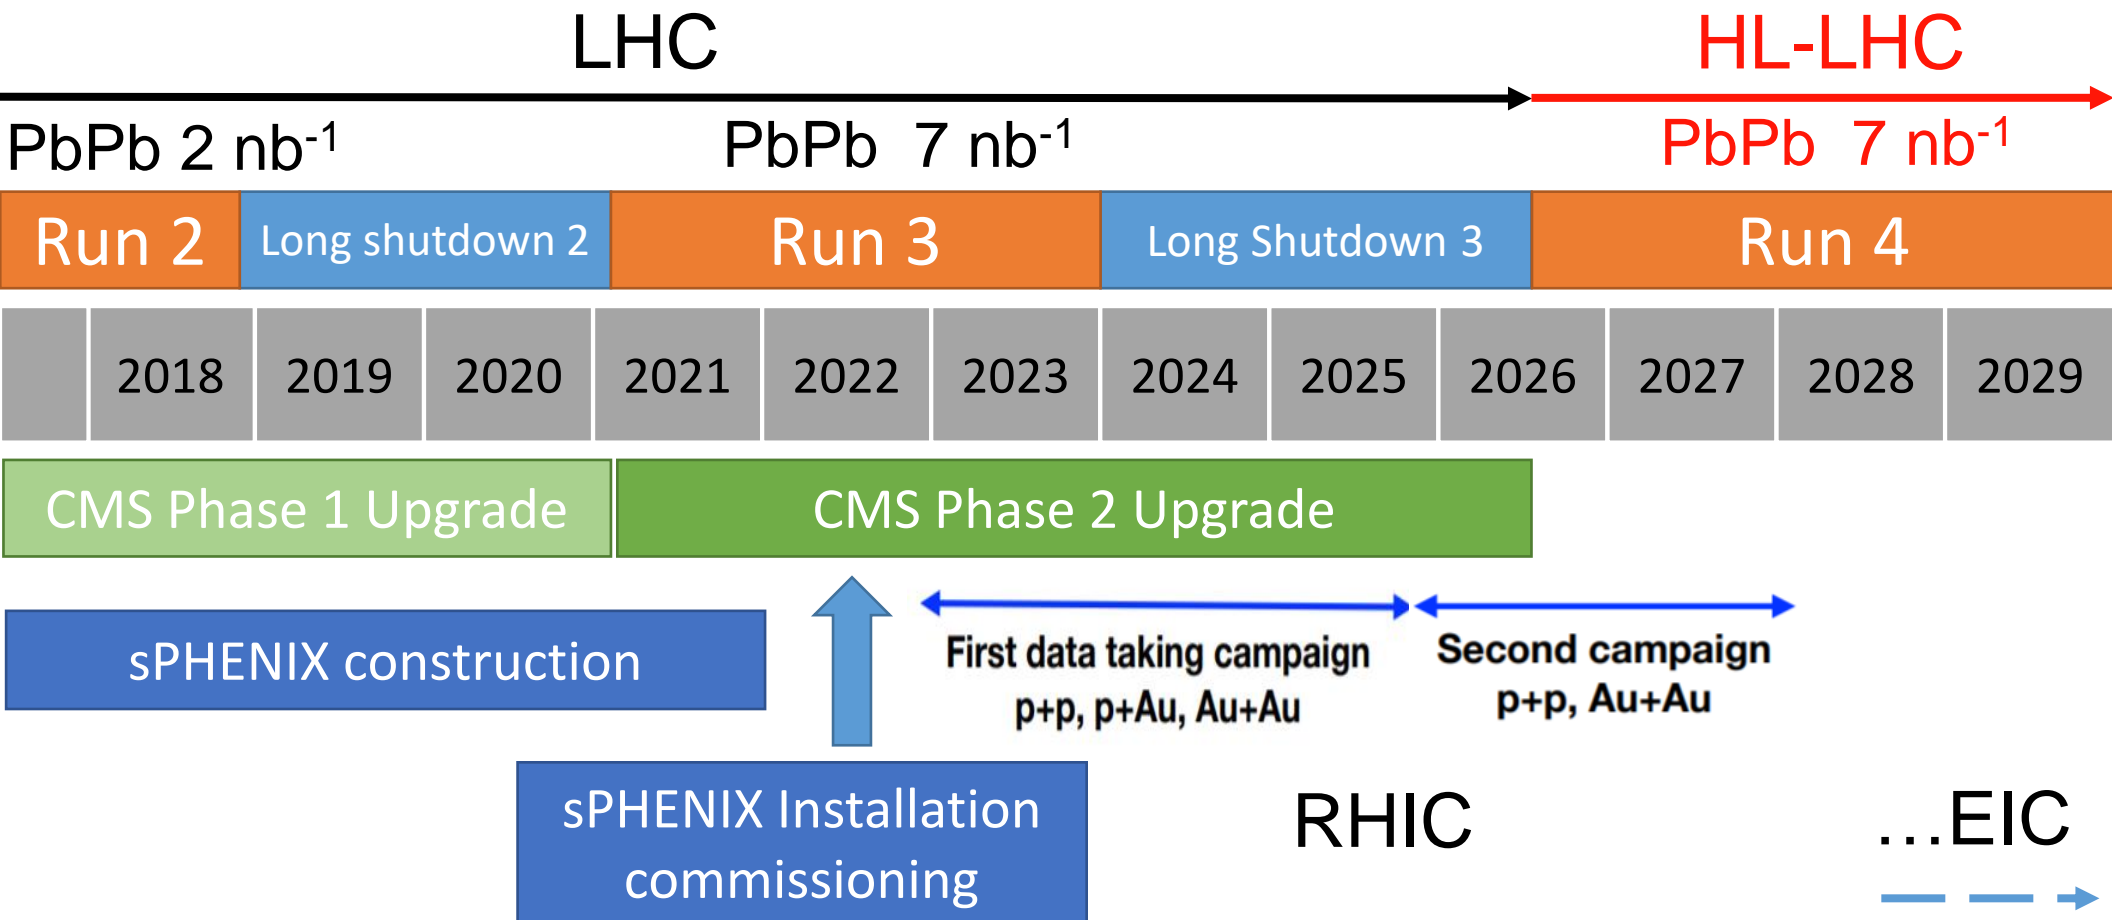 LHC
HL-LHC
PbPb 2 nb-1
PbPb 7 nb-1
PbPb 7 nb-1
Run 2
Long shutdown 2
Run 3
Long Shutdown 3
Run 4
2018
2019
2020
2021
2022
2023
2024
2025
2026
2027
2028
2029
CMS Phase 1 Upgrade
CMS Phase 2 Upgrade
sPHENIX construction
First data taking campaign
p+p, p+Au, Au+Au
Second campaign
p+p, Au+Au
sPHENIX Installation
commissioning
RHIC
...EIC